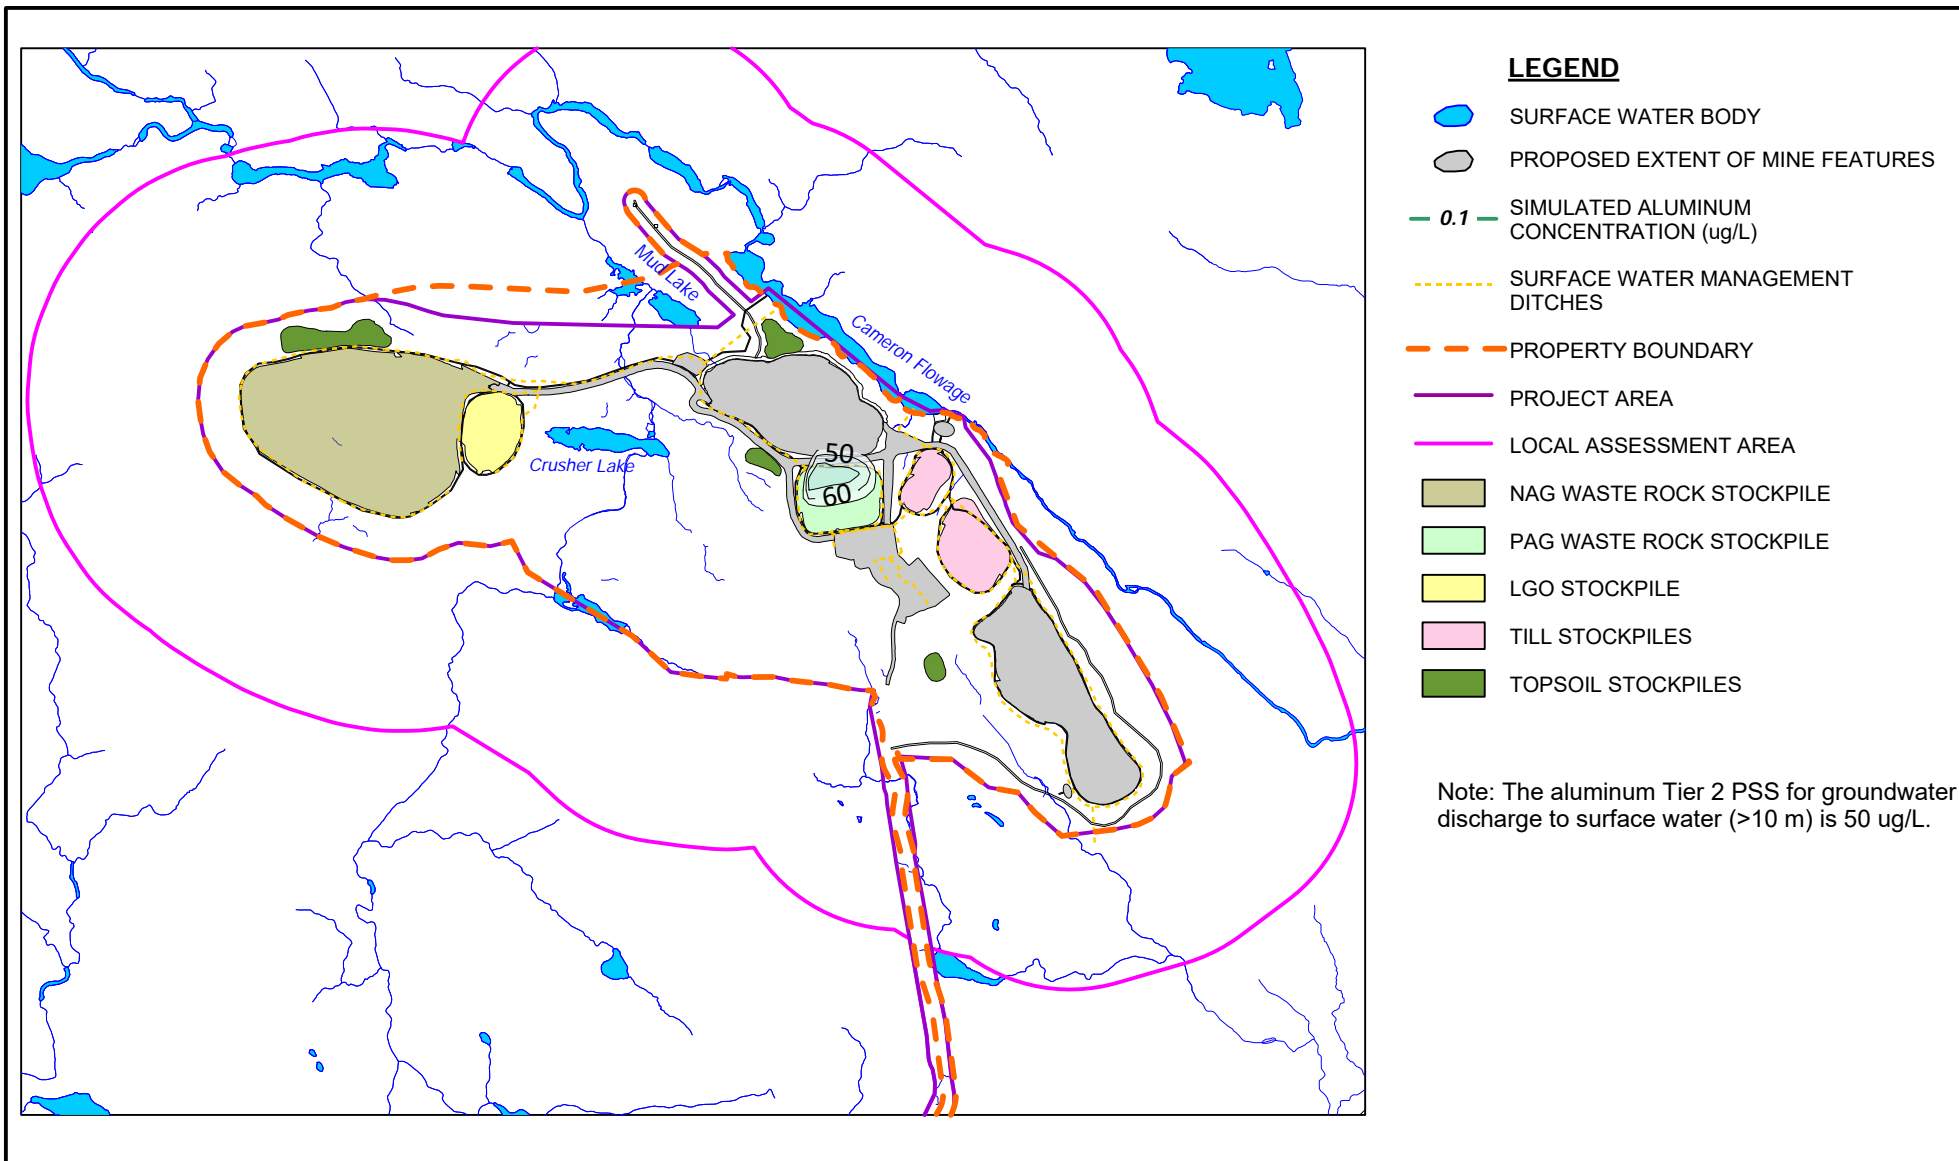 LEGEND
SURFACE WATER BODY
PROPOSED EXTENT OF MINE FEATURES
0.1
SIMULATED ALUMINUM
CONCENTRATION (ug/L)
SURFACE WATER MANAGEMENT
DITCHES
PROPERTY BOUNDARY
PROJECT AREA
LOCAL ASSESSMENT AREA
NAG WASTE ROCK STOCKPILE
PAG WASTE ROCK STOCKPILE
LGO STOCKPILE
TILL STOCKPILES
TOPSOIL STOCKPILES
Note: The aluminum Tier 2 PSS for groundwater
discharge to surface water (>10 m) is 50 ug/L.
Mud Lake
Cameron Flowage
Crusher Lake
50
60